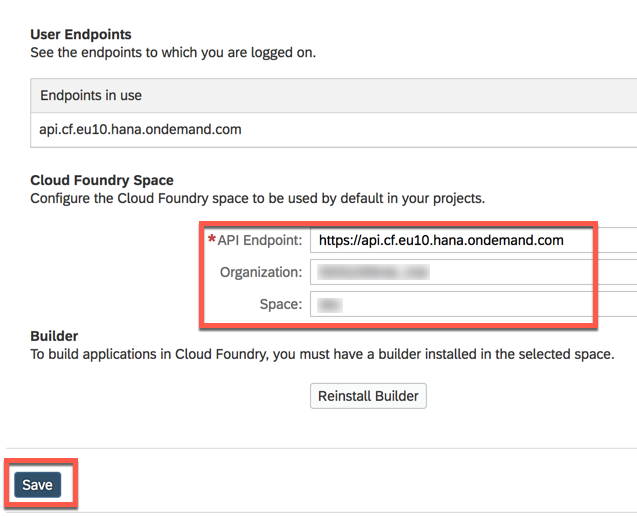 User Endpoints
See the endpoints to which you are logged on.
Endpoints in use
api.cf.eu10.hana.ondemand.com
Cloud Foundry Space
Configure the Cloud Foundry space to be used by default in your projects.
*API Endpoint: https://api.cf.eu10.hana.ondemand.com
Organization:
Space:
Builder
To build applications in Cloud Foundry, you must have a builder installed in the selected space.
Reinstall Builder
Save